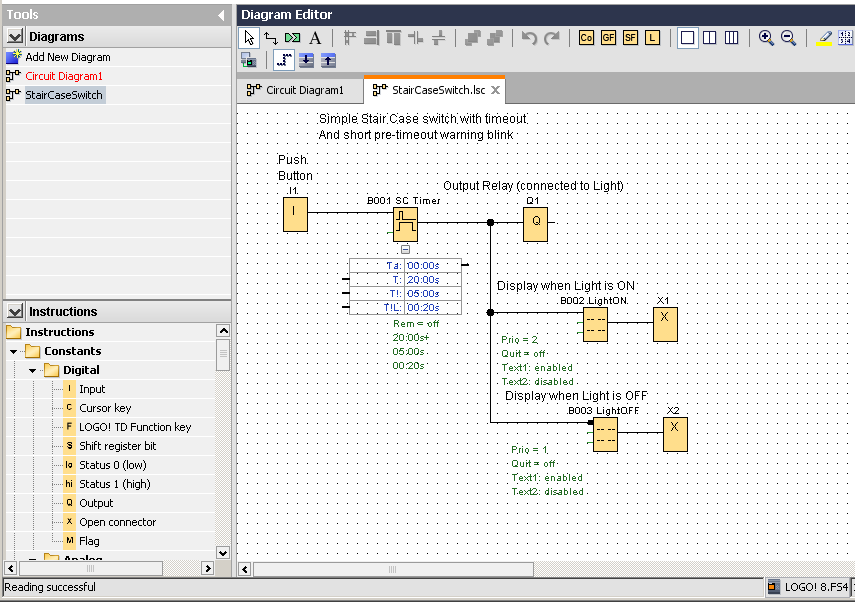 Tools
Diagrams
Add New Diagram
Circuit Diagram1
StairCaseSwitch
Instructions
Instructions
Constants
Digital
I Input
C Cursor key
F LOGO! TD Function key
S Shift register bit
lo Status 0 (low)
hi Status 1 (high)
Q Output
X Open connector
M Flag
Analog
Diagram Editor
A
Co GF SF L
Circuit Diagram1
StairCaseSwitch.lsc
Simple Stair Case switch with timeout
And short pre-timeout warning blink
Push
Button
I1
I
B001 SC Timer
Output Relay (connected to Light)
Q1
Q
Ta: 00:00s
T: 20:00s
T!: 05:00s
T!L: 00:20s
Rem = off
20:00s+
05:00s
00:20s
Display when Light is ON
B002 LightON
X1
X
Prio = 2
Quit = off
Text1: enabled
Text2: disabled
Display when Light is OFF
B003 LightOFF
X2
X
Prio = 1
Quit = off
Text1: enabled
Text2: disabled
Reading successful
LOGO! 8.FS4